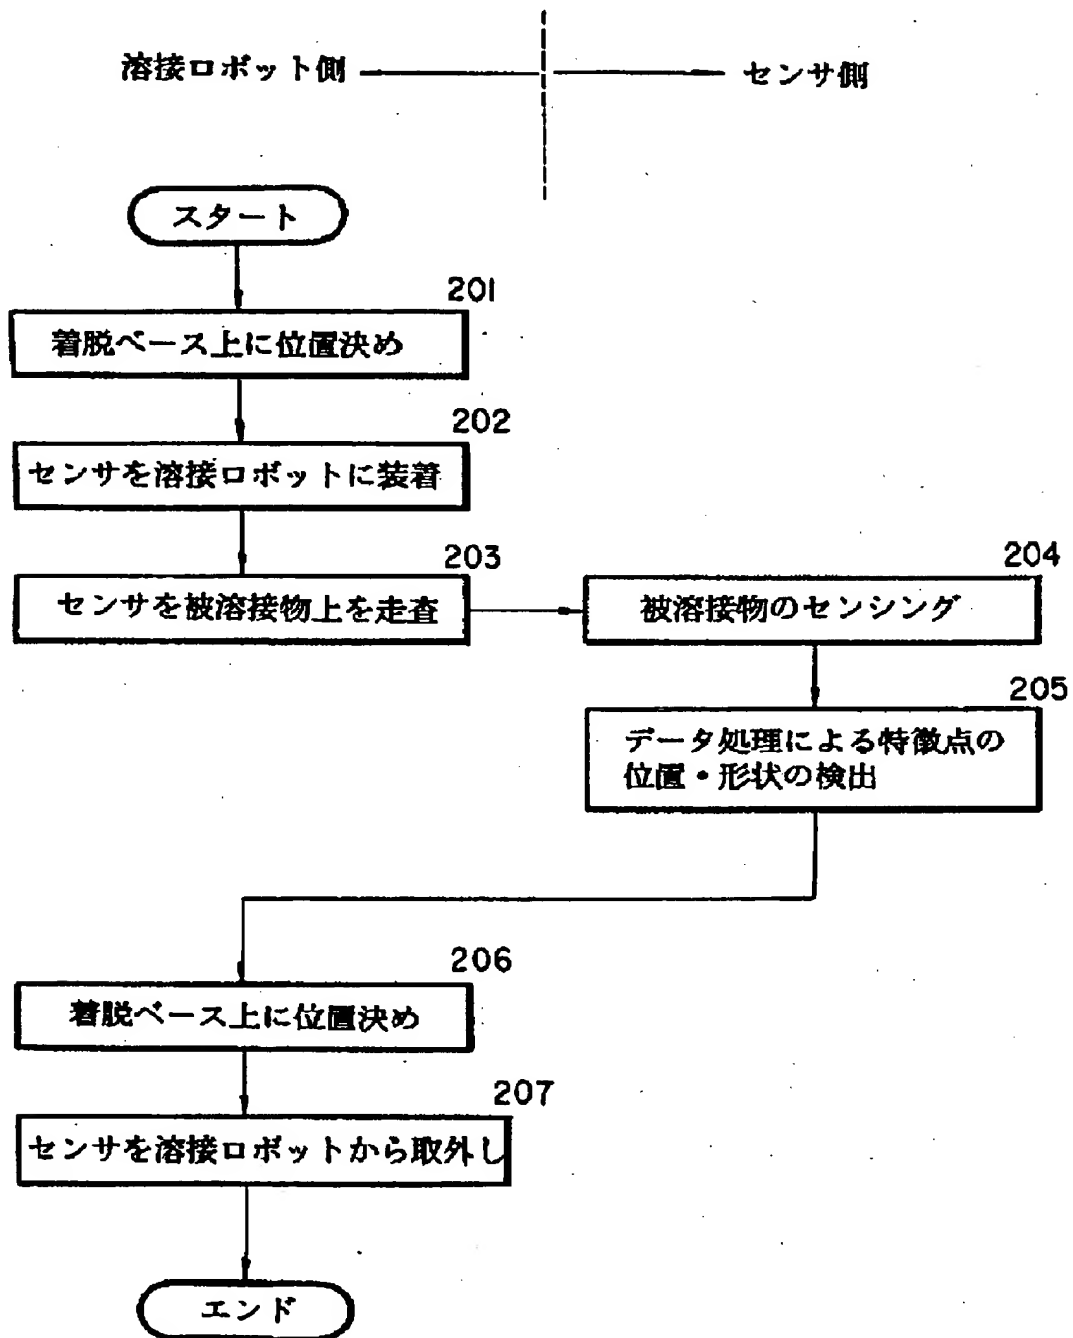 溶接ロボット側
センサ側
スタート
201
着脱ベース上に位置決め
202
センサを溶接ロボットに装着
203
センサを被溶接物上を走査
204
被溶接物のセンシング
205
データ処理による特徴点の
位置・形状の検出
206
着脱ベース上に位置決め
207
センサを溶接ロボットから取外し
エンド